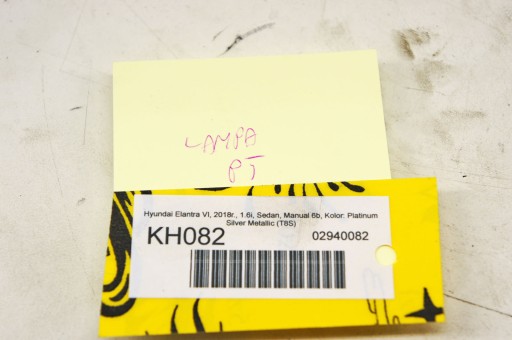 LAMPA
PT
Hyundai Elantra VI, 2018r., 1.6i, Sedan, Manual 6b, Kolor: Platinum
Silver Metallic (T8S)
KH082
02940082